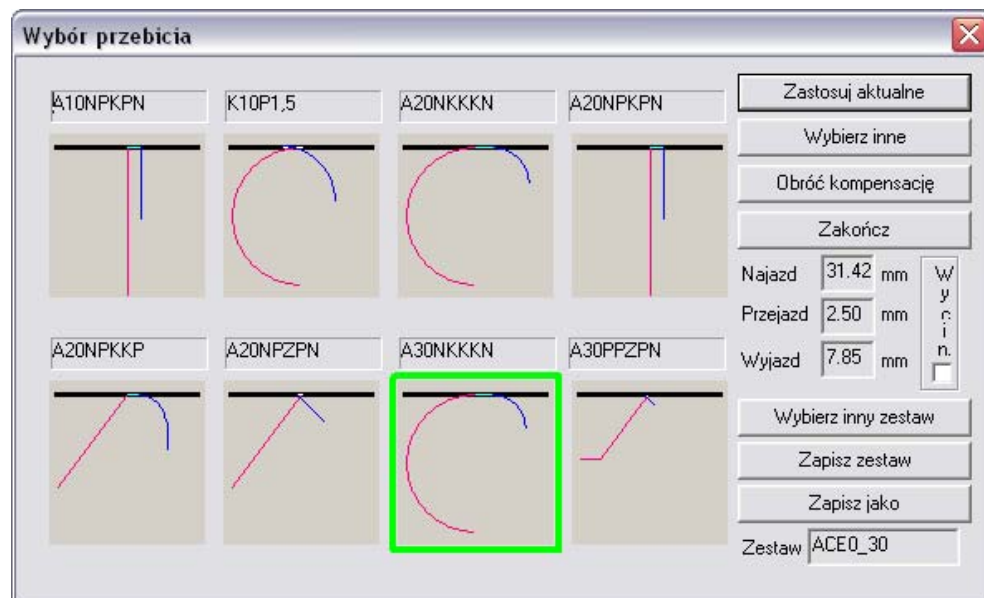 Wybór przebicia
A10NPKPN K10P1,5 A20NKKKN A20NPKPN
Zastosuj aktualne
Wybierz inne
Obróć kompensację
Zakończ
Najazd 31.42 mm
Przejazd 2.50 mm
Wyjazd 7.85 mm
Wycin.
A20NPKKP A20NPZPN A30NKKKN A30PPZPN
Wybierz inny zestaw
Zapisz zestaw
Zapisz jako
Zestaw ACE0_30